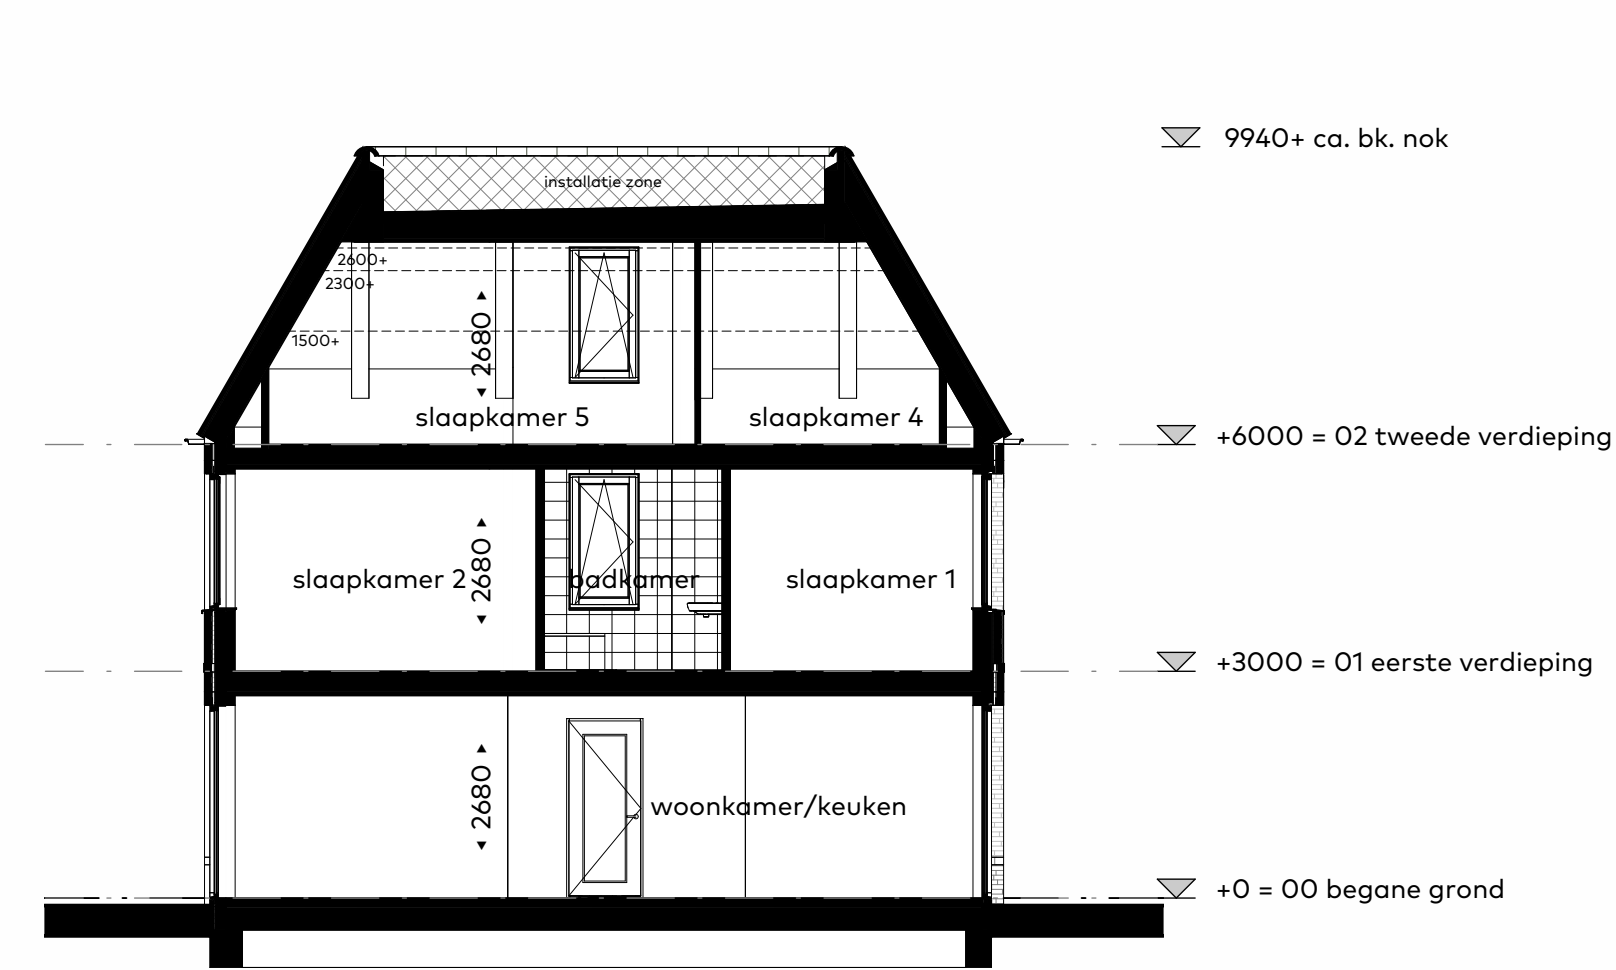 9940+ ca. bk. nok
installatie zone
2600+
2300+
1500+
2680
slaapkamer 5
slaapkamer 4
+6000 = 02 tweede verdieping
slaapkamer 2
2680
badkamer
slaapkamer 1
+3000 = 01 eerste verdieping
2680
woonkamer/keuken
+0 = 00 begane grond